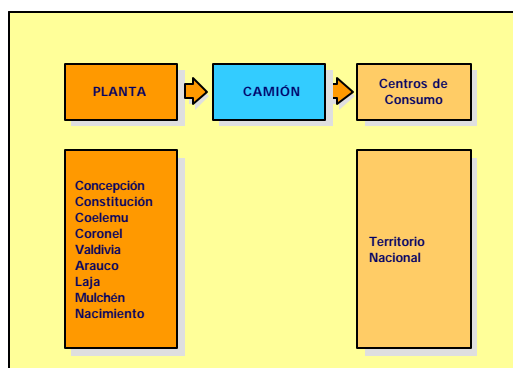 PLANTA
CAMIÓN
Centros de
Consumo
Concepción
Constitución
Coelemu
Coronel
Valdivia
Arauco
Laja
Mulchén
Nacimiento
Territorio
Nacional